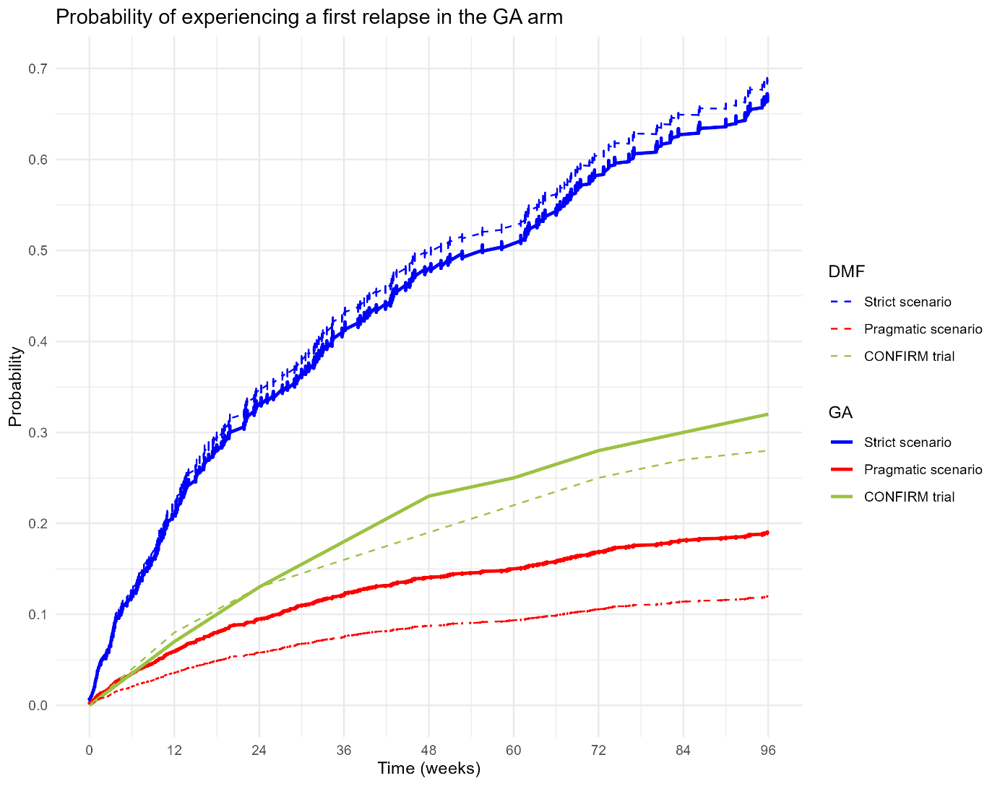 Probability of experiencing a first relapse in the GA arm
0.7
0.6
0.5
0.4
0.3
0.2
0.1
0.0
Probability
0 12 24 36 48 60 72 84 96
Time (weeks)
DMF
Strict scenario
Pragmatic scenario
CONFIRM trial
GA
Strict scenario
Pragmatic scenario
CONFIRM trial